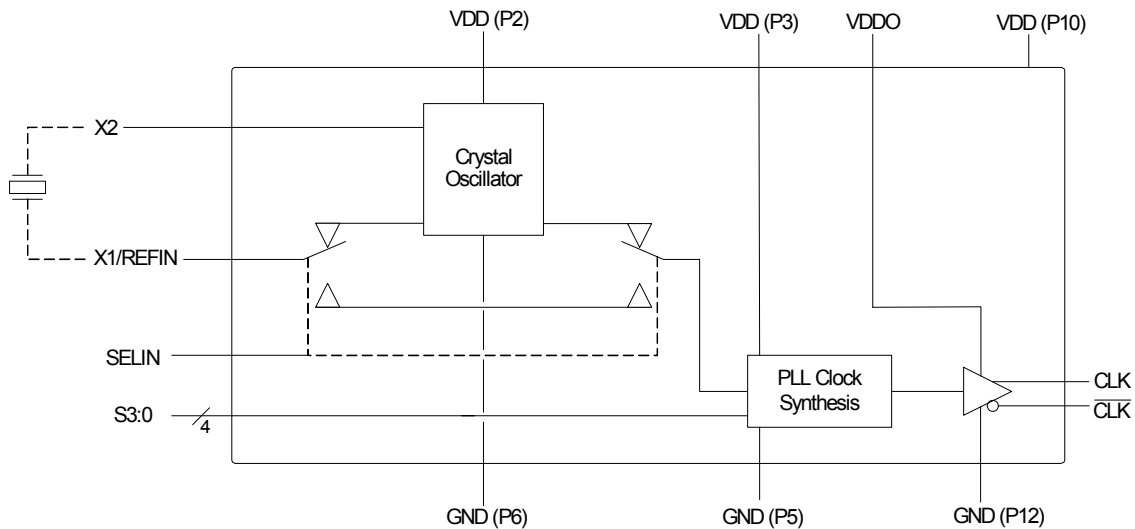 VDD (P2)
VDD (P3)
VDDO
VDD (P10)
X2
Crystal
Oscillator
X1/REFIN
SELIN
PLL Clock
Synthesis
CLK
CLK
S3:0
4
GND (P6)
GND (P5)
GND (P12)